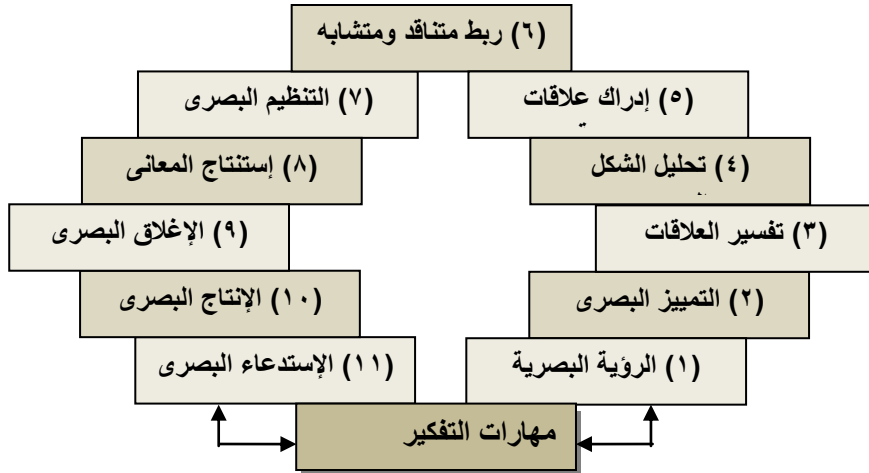 (٦) ربط متناقد ومتشابه
(٥) إدراك علاقات
(٧) التنظيم البصرى
(٤) تحليل الشكل
(٨) إستنتاج المعانى
(٣) تفسير العلاقات
(٩) الإغلاق البصرى
(٢) التمييز البصرى
(١٠) الإنتاج البصرى
(١) الرؤية البصرية
(١١) الإستدعاء البصرى
مهارات التفكير